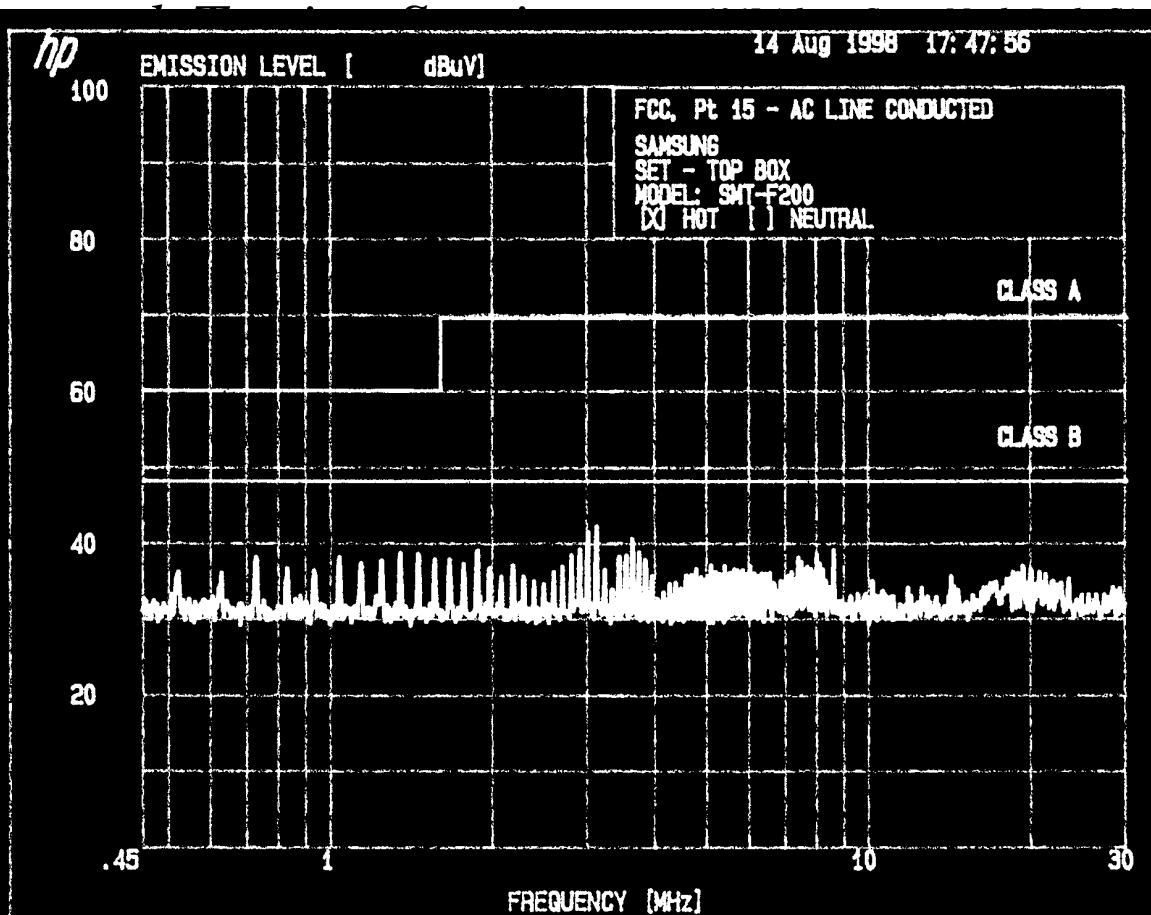 hp
14 Aug 1998 17:47:56
EMISSION LEVEL [ dBuV]
100
FCC, Pt 15 - AC LINE CONDUCTED
SAMSUNG
SET - TOP BOX
MODEL: SMT-F200
[X] HOT [ ] NEUTRAL
80
CLASS A
60
CLASS B
40
20
.45
1
10
30
FREQUENCY [MHz]